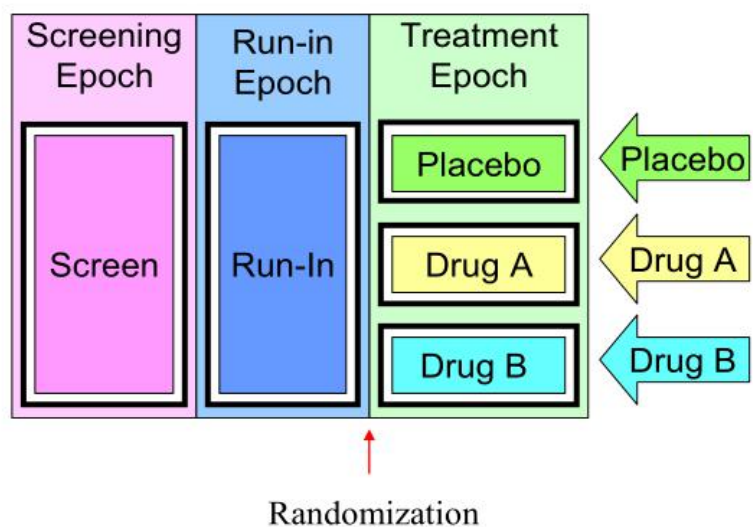 Screening
Epoch
Run-in
Epoch
Treatment
Epoch
Screen
Run-In
Placebo
Drug A
Drug B
Placebo
Drug A
Drug B
Randomization